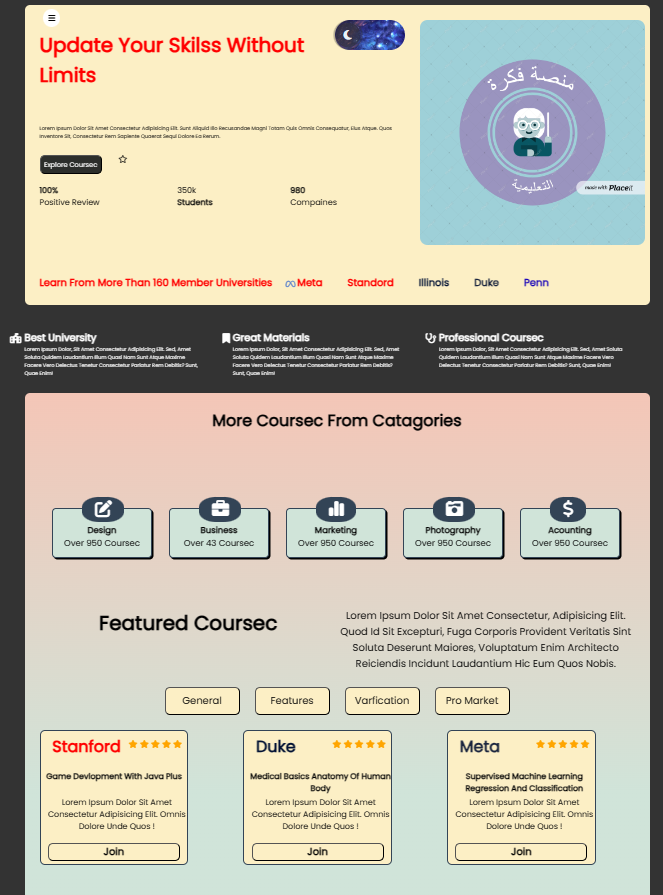 Update Your Skilss Without
Limits
منصة فكرة
التعليمية
made with Placeit
Lorem Ipsum Dolor Sit Amet Consectetur Adipisicing Elit. Sunt Aliquid Illo Recusandae Magni Totam Quis Omnis Consequatur, Eius Atque. Quos
Inventore Sit, Consectetur Rem Sapiente Quaerat Sequi Dolore Ea Rerum.
Explore Coursec
100% 350k 980
Positive Review Students Compaines
Learn From More Than 160 Member Universities Meta Standord Illinois Duke Penn
Best University
Lorem Ipsum Dolor, Sit Amet Consectetur Adipisicing Elit. Sed, Amet
Soluta Quidem Laudantium Illum Quasi Nam Sunt Atque Maxime
Facere Vero Delectus Tenetur Consectetur Pariatur Rem Debitis? Sunt,
Quae Enim!
Great Materials
Lorem Ipsum Dolor, Sit Amet Consectetur Adipisicing Elit. Sed, Amet
Soluta Quidem Laudantium Illum Quasi Nam Sunt Atque Maxime
Facere Vero Delectus Tenetur Consectetur Pariatur Rem Debitis?
Sunt, Quae Enim!
Professional Coursec
Lorem Ipsum Dolor, Sit Amet Consectetur Adipisicing Elit. Sed, Amet Soluta
Quidem Laudantium Illum Quasi Nam Sunt Atque Maxime Facere Vero
Delectus Tenetur Consectetur Pariatur Rem Debitis? Sunt, Quae Enim!
More Coursec From Catagories
Design
Over 950 Coursec
Business
Over 43 Coursec
Marketing
Over 950 Coursec
Photography
Over 950 Coursec
Acounting
Over 950 Coursec
Featured Coursec
Lorem Ipsum Dolor Sit Amet Consectetur, Adipisicing Elit.
Quod Id Sit Excepturi, Fuga Corporis Provident Veritatis Sint
Soluta Deserunt Maiores, Voluptatum Enim Architecto
Reiciendis Incidunt Laudantium Hic Eum Quos Nobis.
General Features Varfication Pro Market
Stanford
Game Devlopment With Java Plus
Lorem Ipsum Dolor Sit Amet
Consectetur Adipisicing Elit. Omnis
Dolore Unde Quos !
Join
Duke
Medical Basics Anatomy Of Human
Body
Lorem Ipsum Dolor Sit Amet
Consectetur Adipisicing Elit. Omnis
Dolore Unde Quos !
Join
Meta
Supervised Machine Learning
Regression And Classification
Lorem Ipsum Dolor Sit Amet
Consectetur Adipisicing Elit. Omnis
Dolore Unde Quos !
Join